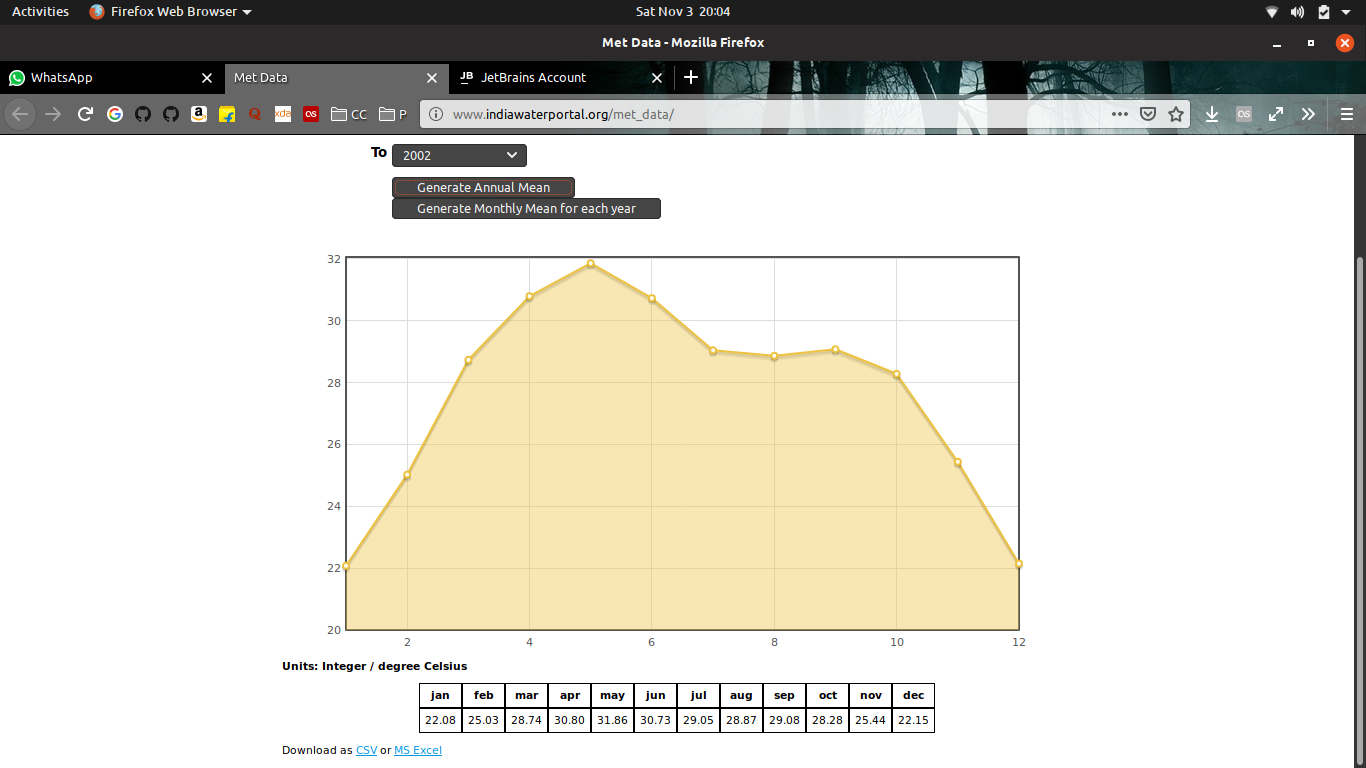 Activities Firefox Web Browser Sat Nov 3 20:04
Met Data - Mozilla Firefox
WhatsApp Met Data JB JetBrains Account
a Q xda OS CC P www.indiawaterportal.org/met_data/ OS
To 2002
Generate Annual Mean
Generate Monthly Mean for each year
32
30
28
26
24
22
20
2 4 6 8 10 12
Units: Integer / degree Celsius
jan feb mar apr may jun jul aug sep oct nov dec
22.08 25.03 28.74 30.80 31.86 30.73 29.05 28.87 29.08 28.28 25.44 22.15
Download as CSV or MS Excel